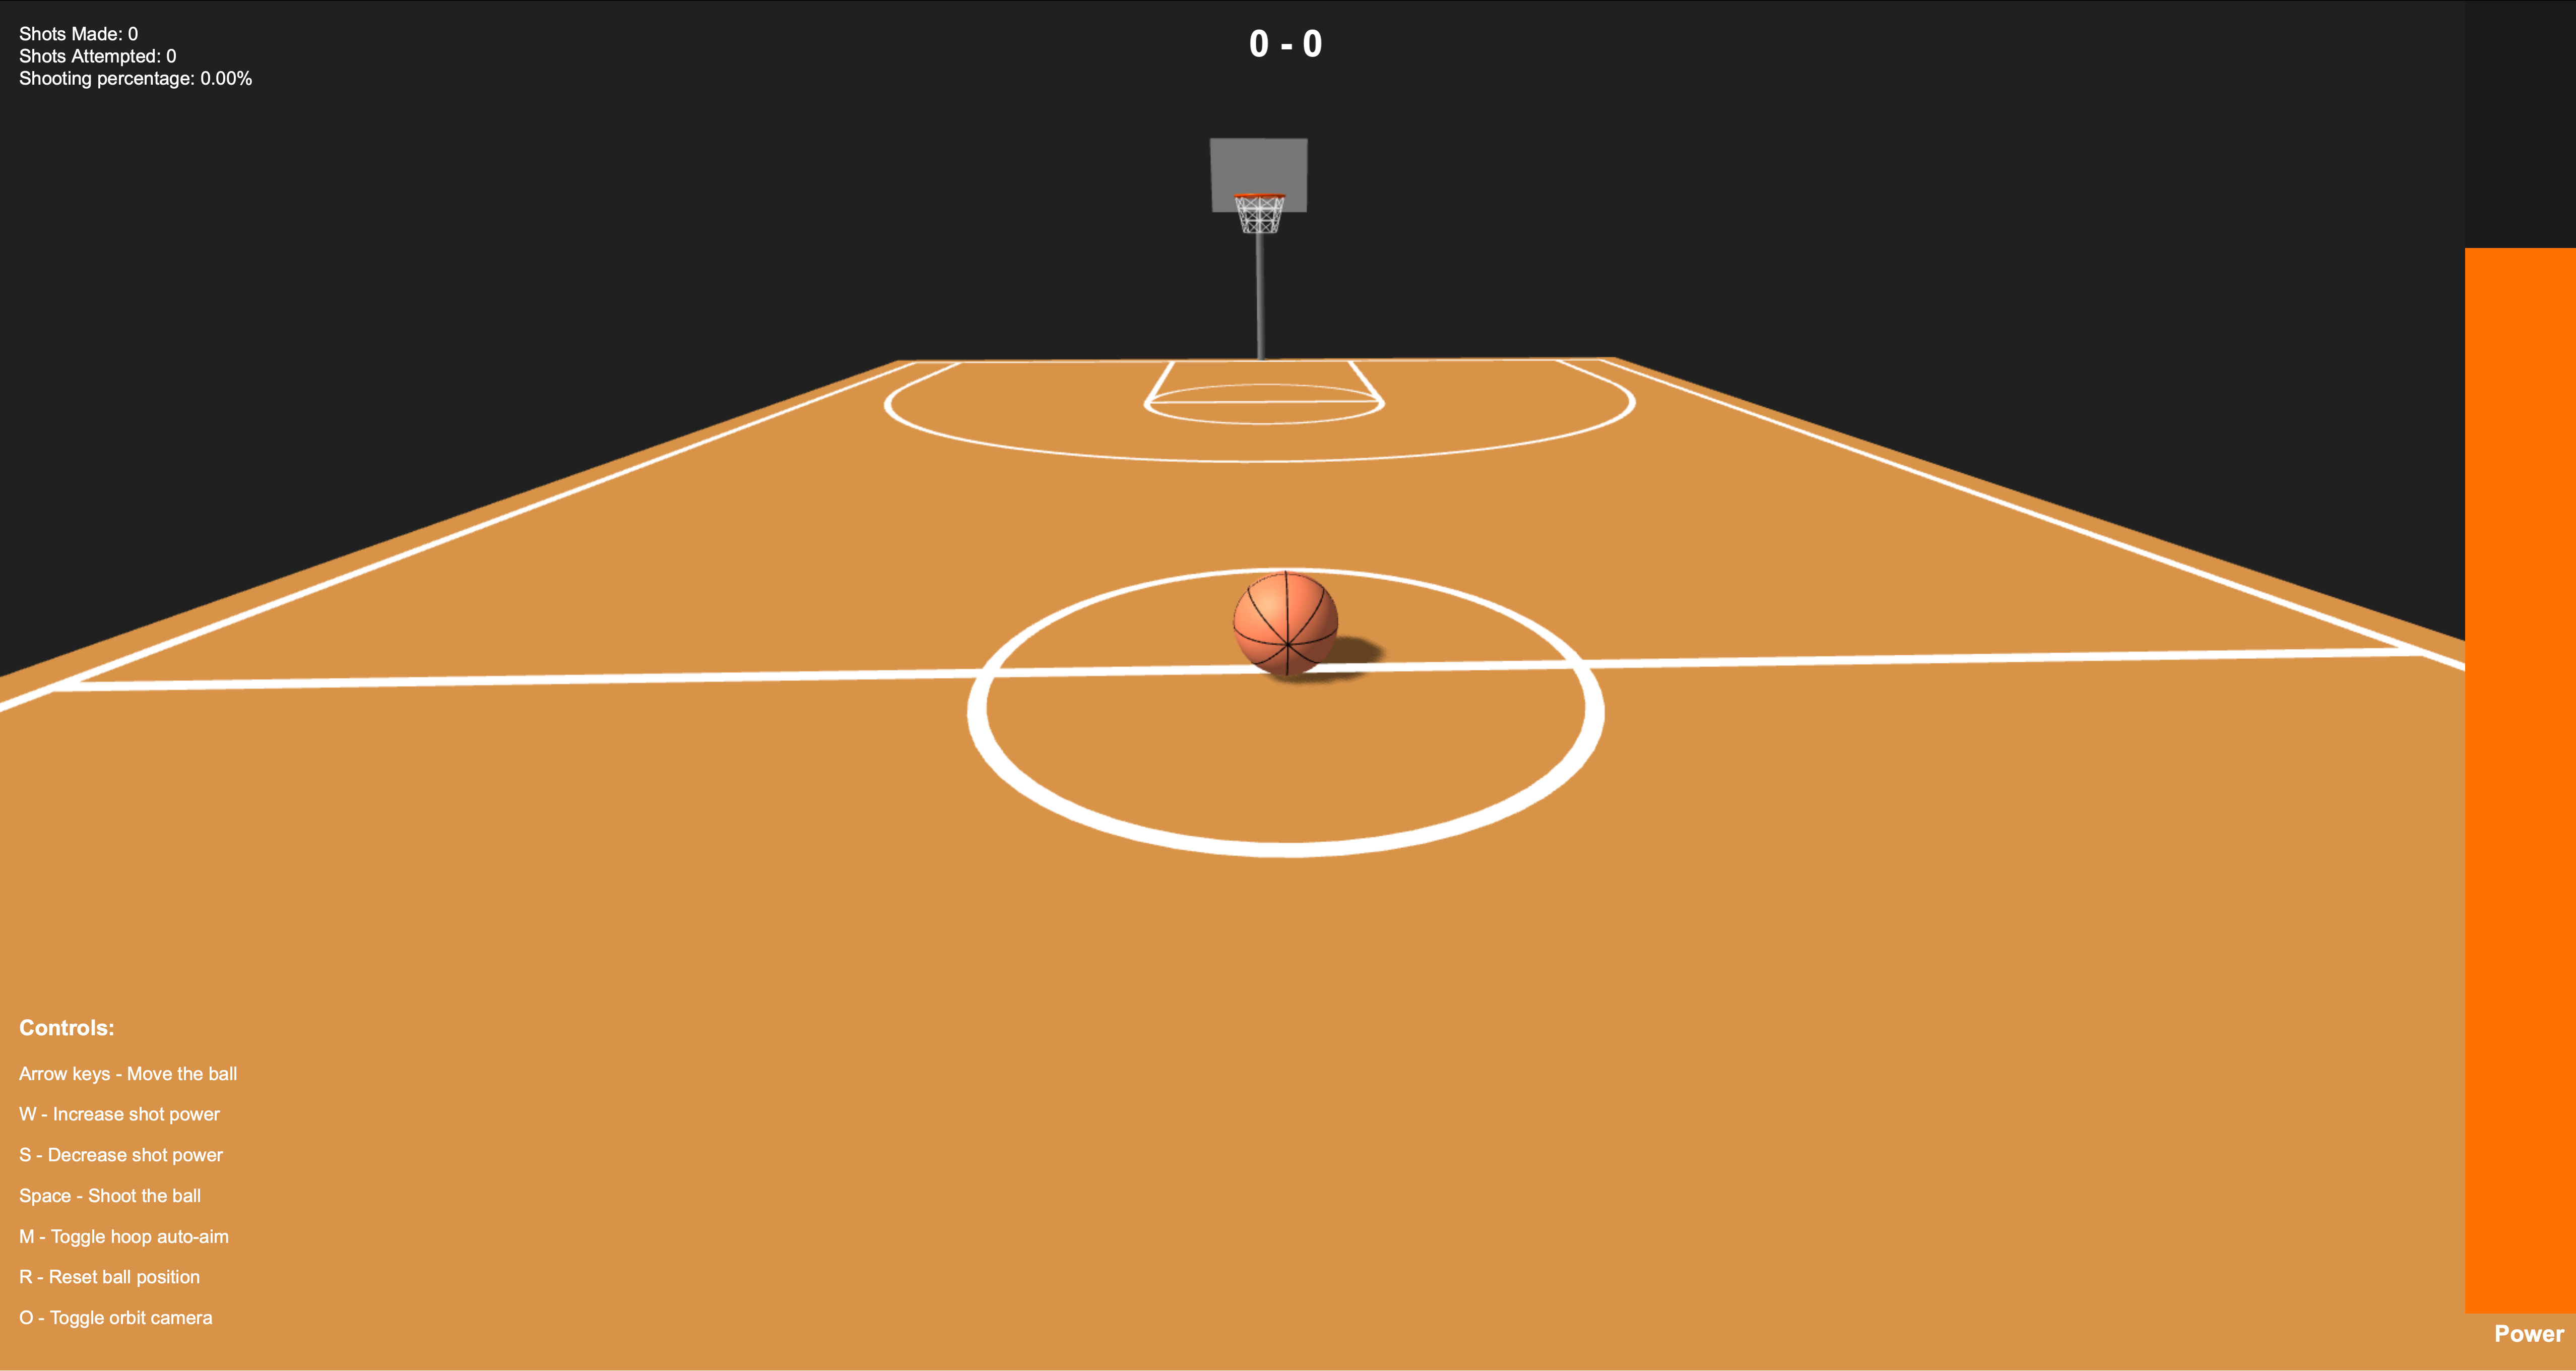 Shots Made: 0
Shots Attempted: 0
Shooting percentage: 0.00%
0 - 0
Controls:
Arrow keys - Move the ball
W - Increase shot power
S - Decrease shot power
Space - Shoot the ball
M - Toggle hoop auto-aim
R - Reset ball position
O - Toggle orbit camera
Power